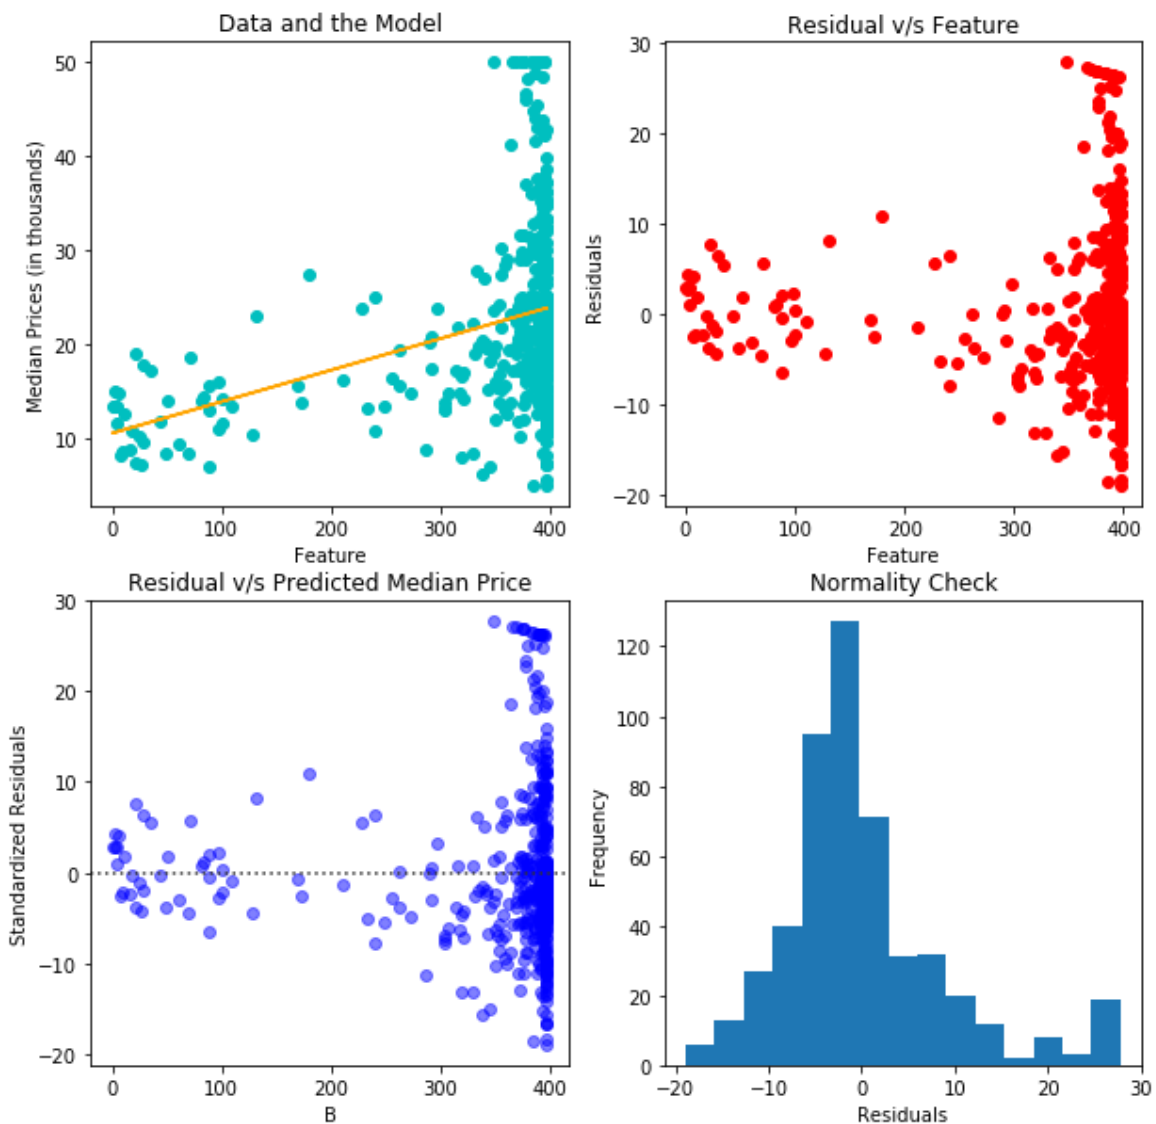 Data and the Model
50
40
30
20
10
Median Prices (in thousands)
0 100 200 300 400
Feature
Residual v/s Feature
30
20
10
0
−10
−20
Residuals
0 100 200 300 400
Feature
Residual v/s Predicted Median Price
30
20
10
0
−10
−20
Standardized Residuals
0 100 200 300 400
B
Normality Check
120
100
80
60
40
20
0
Frequency
−20 −10 0 10 20 30
Residuals